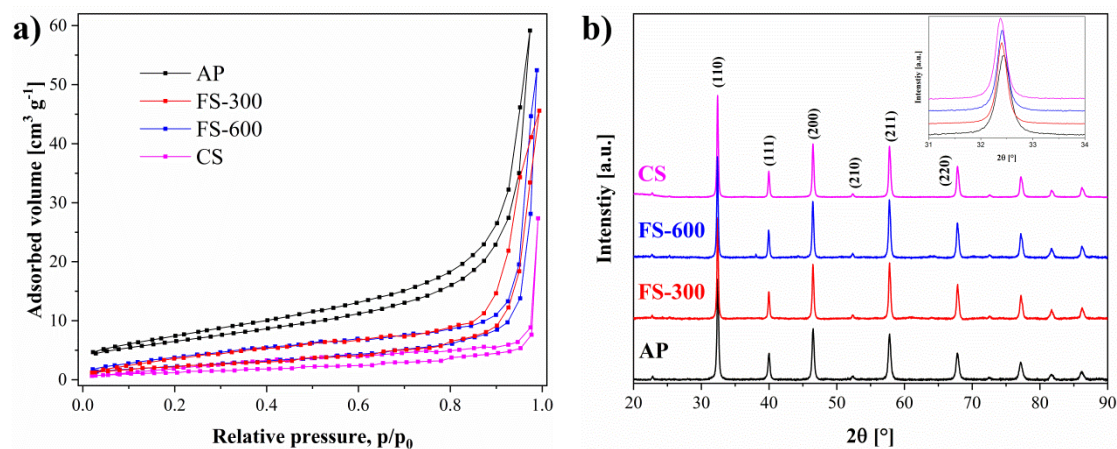 a)
Adsorbed volume [cm³ g-¹]
60
50
40
30
20
10
0
AP
FS-300
FS-600
CS
0.0 0.2 0.4 0.6 0.8 1.0
Relative pressure, p/p₀
b)
Intenstiy [a.u.]
(110)
(111)
(200)
(210)
(211)
(220)
CS
FS-600
FS-300
AP
20 30 40 50 60 70 80 90
2θ [°]
Intenstiy [a.u.]
31 32 33 34
2θ [°]